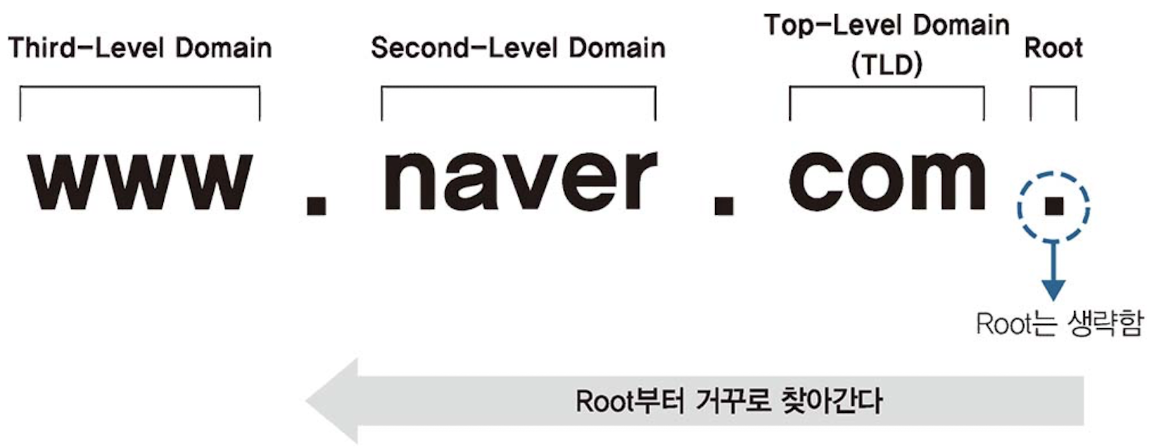 Third-Level Domain
Second-Level Domain
Top-Level Domain
(TLD)
Root
www . naver . com .
Root는 생략함
Root부터 거꾸로 찾아간다